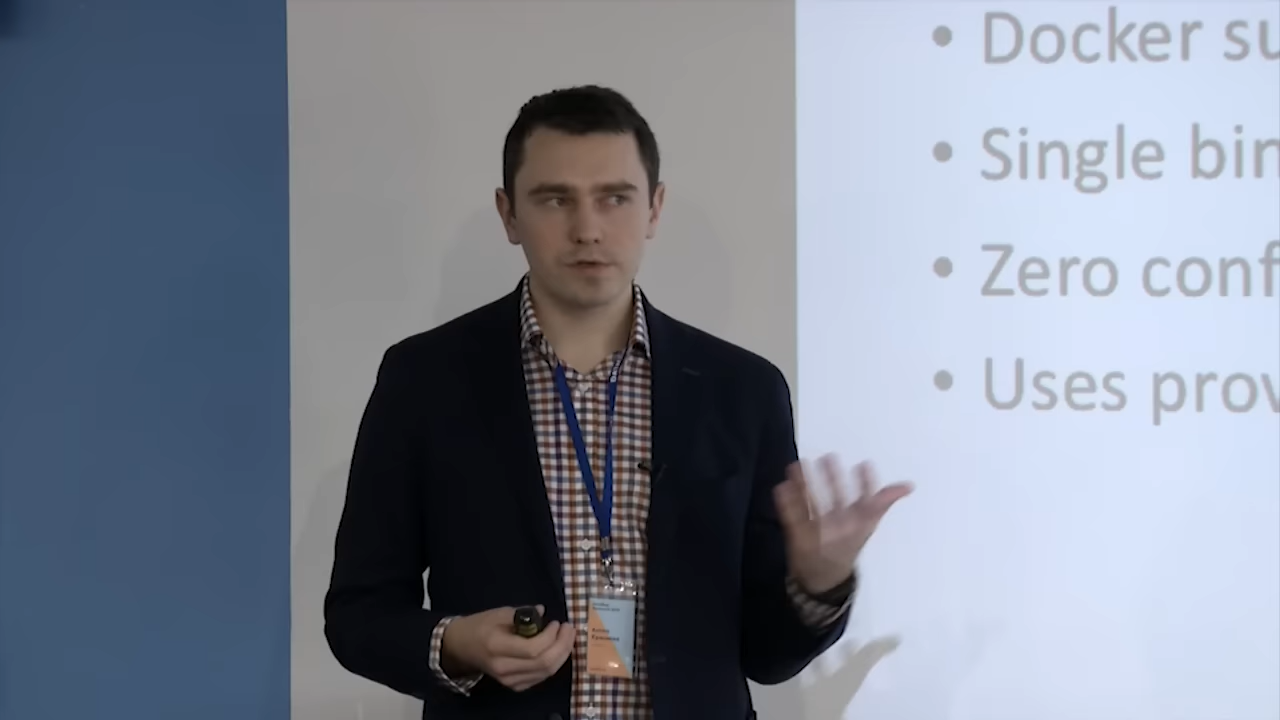 • Docker su
• Single bin
• Zero conf
• Uses prov